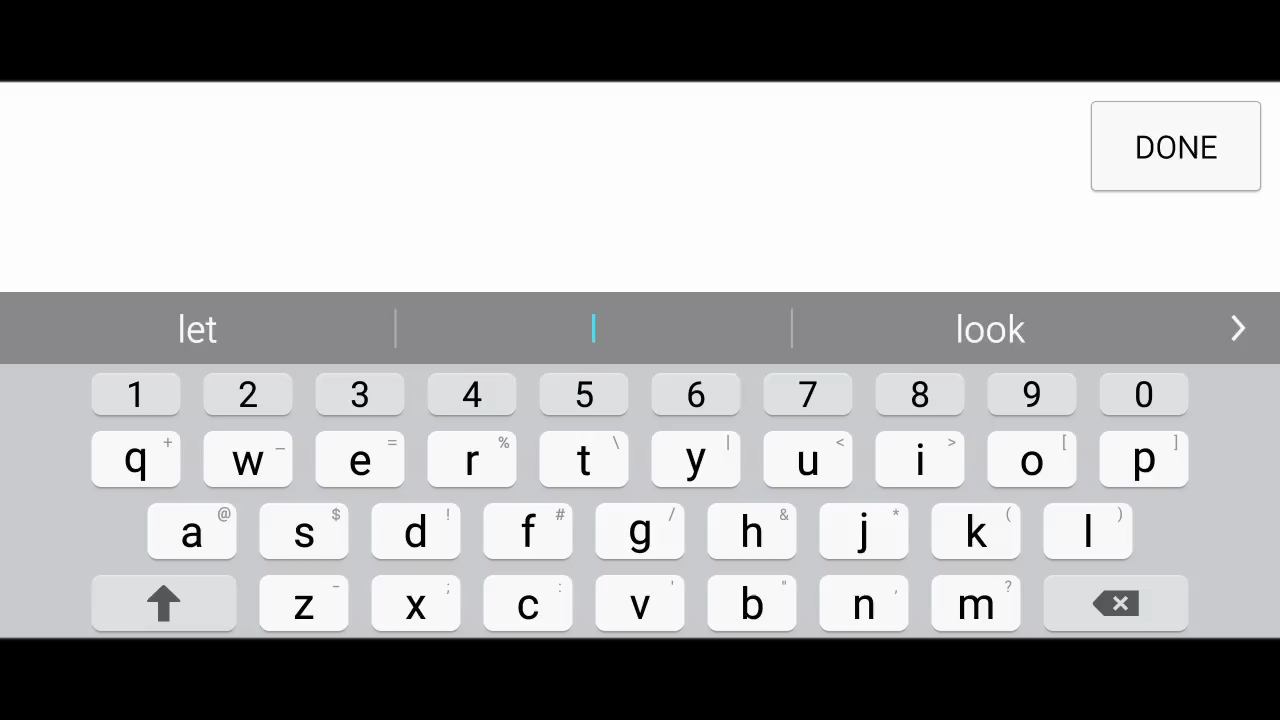 DONE
let l look
1 2 3 4 5 6 7 8 9 0
q + w _ e = r % t \ y | u < i > o [ p ]
a @ s $ d ! f # g / h & j * k ( l )
z - x ; c : v ' b " n , m ?